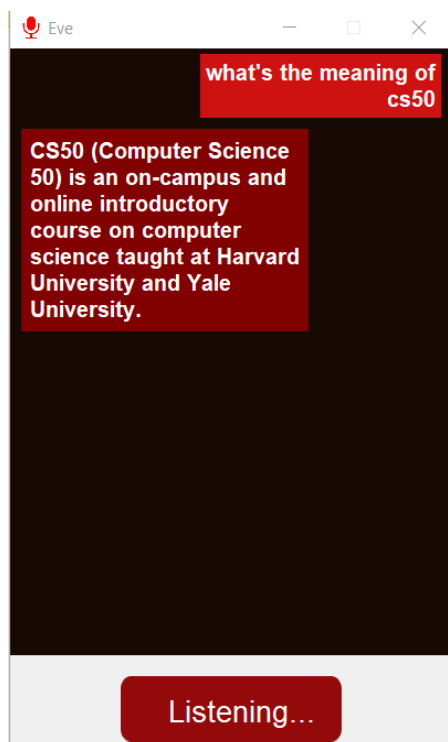 Eve
what's the meaning of
cs50
CS50 (Computer Science
50) is an on-campus and
online introductory
course on computer
science taught at Harvard
University and Yale
University.
Listening...